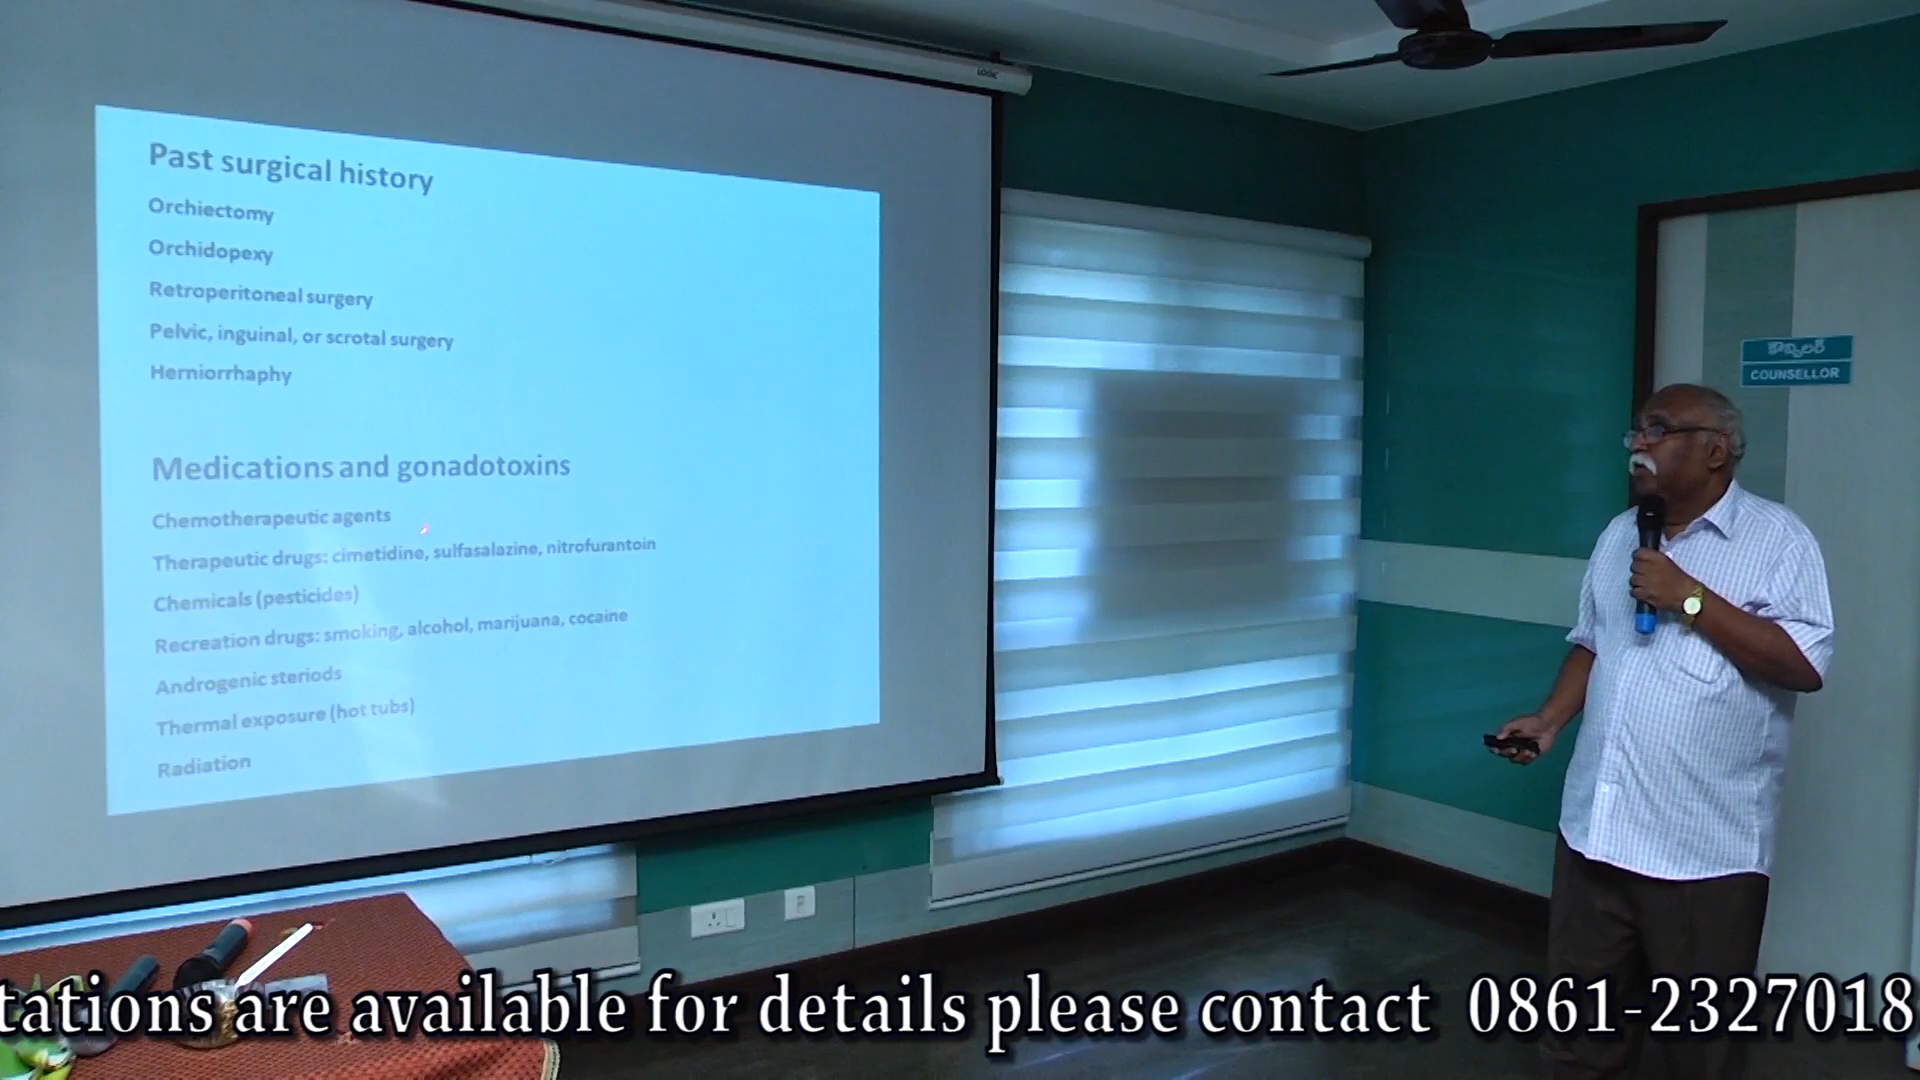 LOGIC
Past surgical history
Orchiectomy
Orchidopexy
Retroperitoneal surgery
Pelvic, inguinal, or scrotal surgery
Herniorrhaphy
Medications and gonadotoxins
Chemotherapeutic agents
Therapeutic drugs: cimetidine, sulfasalazine, nitrofurantoin
Chemicals (pesticides)
Recreation drugs: smoking, alcohol, marijuana, cocaine
Androgenic steriods
Thermal exposure (hot tubs)
Radiation
కౌన్సిలర్
COUNSELLOR
tations are available for details please contact 0861-2327018,